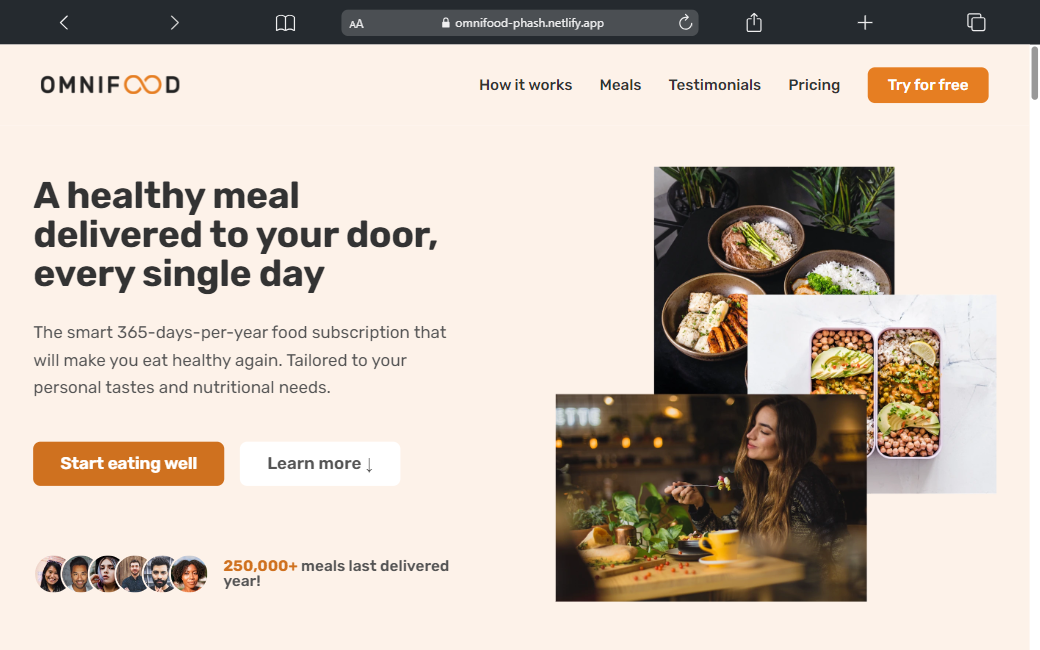 AA omnifood-phash.netlify.app
OMNIFOOD
How it works Meals Testimonials Pricing Try for free
A healthy meal
delivered to your door,
every single day
The smart 365-days-per-year food subscription that
will make you eat healthy again. Tailored to your
personal tastes and nutritional needs.
Start eating well Learn more ↓
250,000+ meals last delivered
year!